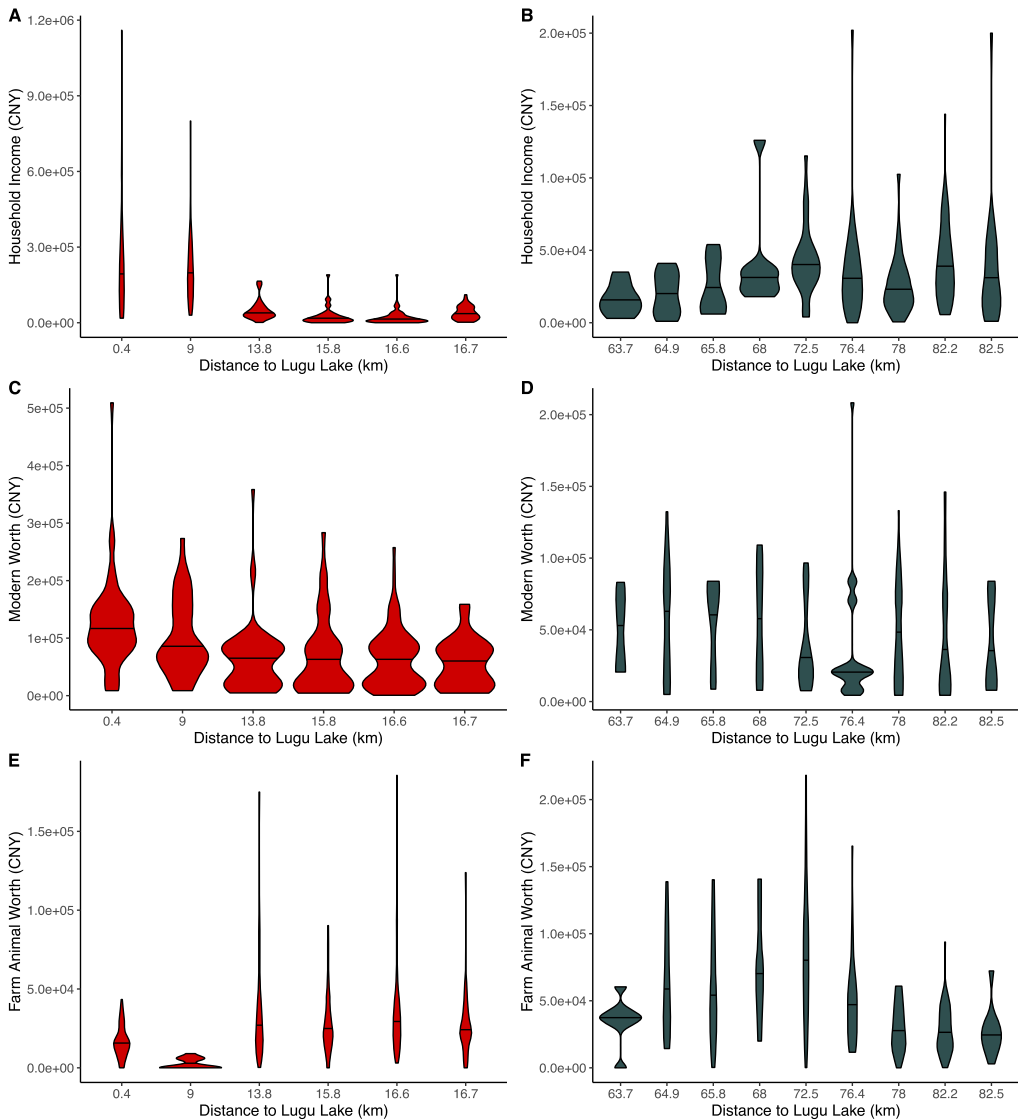 A
Household Income (CNY)
1.2e+06
9.0e+05
6.0e+05
3.0e+05
0.0e+00
0.4 9 13.8 15.8 16.6 16.7
Distance to Lugu Lake (km)
B
Household Income (CNY)
2.0e+05
1.5e+05
1.0e+05
5.0e+04
0.0e+00
63.7 64.9 65.8 68 72.5 76.4 78 82.2 82.5
Distance to Lugu Lake (km)
C
Modern Worth (CNY)
5e+05
4e+05
3e+05
2e+05
1e+05
0e+00
0.4 9 13.8 15.8 16.6 16.7
Distance to Lugu Lake (km)
D
Modern Worth (CNY)
2.0e+05
1.5e+05
1.0e+05
5.0e+04
0.0e+00
63.7 64.9 65.8 68 72.5 76.4 78 82.2 82.5
Distance to Lugu Lake (km)
E
Farm Animal Worth (CNY)
1.5e+05
1.0e+05
5.0e+04
0.0e+00
0.4 9 13.8 15.8 16.6 16.7
Distance to Lugu Lake (km)
F
Farm Animal Worth (CNY)
2.0e+05
1.5e+05
1.0e+05
5.0e+04
0.0e+00
63.7 64.9 65.8 68 72.5 76.4 78 82.2 82.5
Distance to Lugu Lake (km)